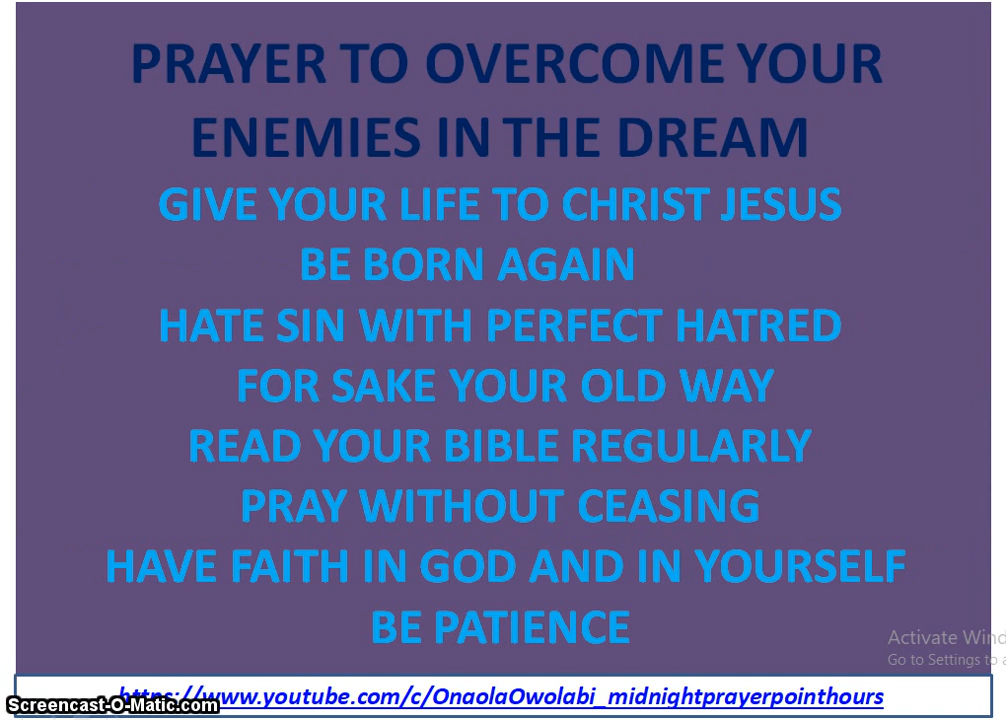 PRAYER TO OVERCOME YOUR
ENEMIES IN THE DREAM
GIVE YOUR LIFE TO CHRIST JESUS
BE BORN AGAIN
HATE SIN WITH PERFECT HATRED
FOR SAKE YOUR OLD WAY
READ YOUR BIBLE REGULARLY
PRAY WITHOUT CEASING
HAVE FAITH IN GOD AND IN YOURSELF
BE PATIENCE
Activate Wind
Go to Settings to a
https://www.youtube.com/c/OnaolaOwolabi_midnightprayerpointhours
Screencast-O-Matic.com